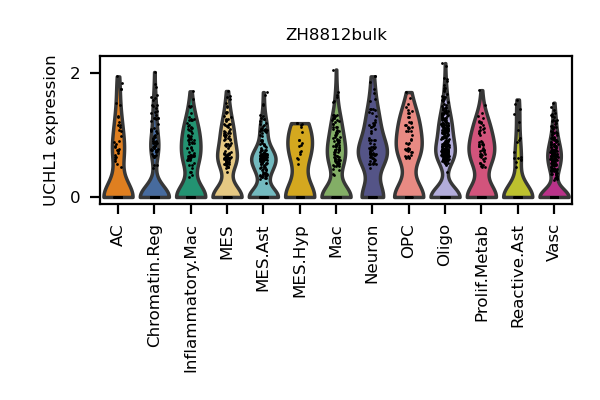 ZH8812bulk
UCHL1 expression
2
0
AC
Chromatin.Reg
Inflammatory.Mac
MES
MES.Ast
MES.Hyp
Mac
Neuron
OPC
Oligo
Prolif.Metab
Reactive.Ast
Vasc